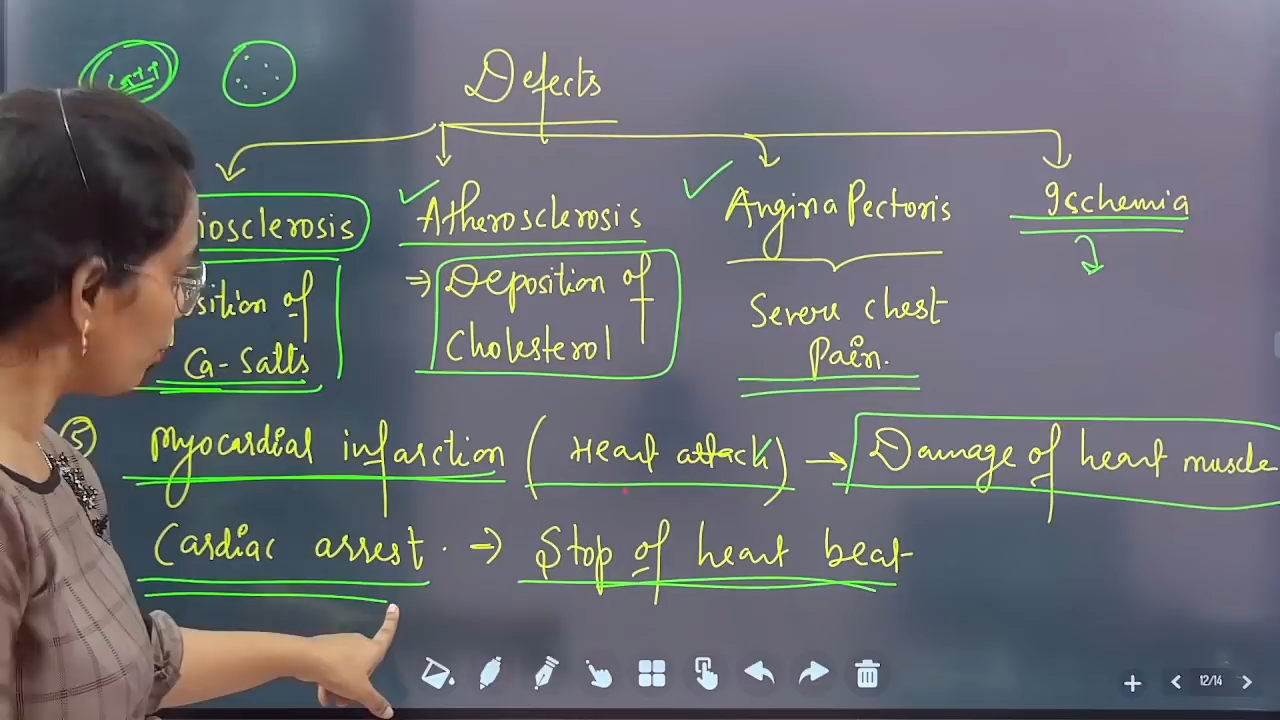 Defects
iosclerosis
Atherosclerosis
Angina Pectoris
Ischemia
sition of
Ca-Salts
⇒ Deposition of
Cholesterol
Severe chest
Pain.
5 Myocardial infarction (Heart attack) → Damage of heart muscle
Cardiac arrest. ⇒ Stop of heart beat
12/14